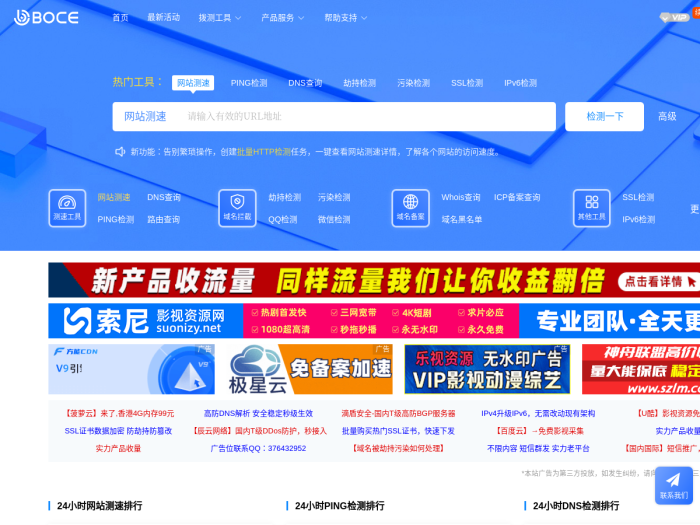 BOCE
首页 最新活动 拨测工具 产品服务 帮助支持
VIP
热门工具： 网站测速 PING检测 DNS查询 劫持检测 污染检测 SSL检测 IPv6检测
网站测速 请输入有效的URL地址 检测一下 高级
新功能：告别繁琐操作，创建批量HTTP检测任务，一键查看网站测速详情，了解各个网站的访问速度。
测速工具 网站测速 DNS查询 PING检测 路由查询
域名拦截 劫持检测 污染检测 QQ检测 微信检测
域名备案 Whois查询 ICP备案查询 域名黑名单
其他工具 SSL检测 IPv6检测
更
新产品收流量 同样流量我们让你收益翻倍 点击看详情
索尼 影视资源网 suonizy.net
热剧首发快 三网宽带 4K短剧 求片必应
1080超高清 秒拖秒播 永无水印 永久免费
专业团队·全天更
方能CDN V9引! V9 广告
极星云 免备案加速 广告
乐视资源 无水印广告 广告
VIP影视动漫综艺
神舟联盟高价
量大能保底 稳定
www.szlm.c
【菠萝云】来了.香港4G内存99元 高防DNS解析 安全稳定秒级生效 满盾安全-国内T级高防BGP服务器 IPv4升级IPv6，无需改动现有架构 【U酷】影视资源免
SSL证书数据加密 防劫持防篡改 【辰云网络】国内T级DDos防护，秒接入 批量购买热门SSL证书，快速下发 【百度云】→免费影视采集 实力产品收量
实力产品收量 广告位联系QQ：376432952 【域名被劫持污染如何处理】 不限内容 短信群发 实力老平台 【国内国际】短信推广，
*本站广告为第三方投放，如发生纠纷，请
联系我们
24小时网站测速排行 24小时PING检测排行 24小时DNS检测排行